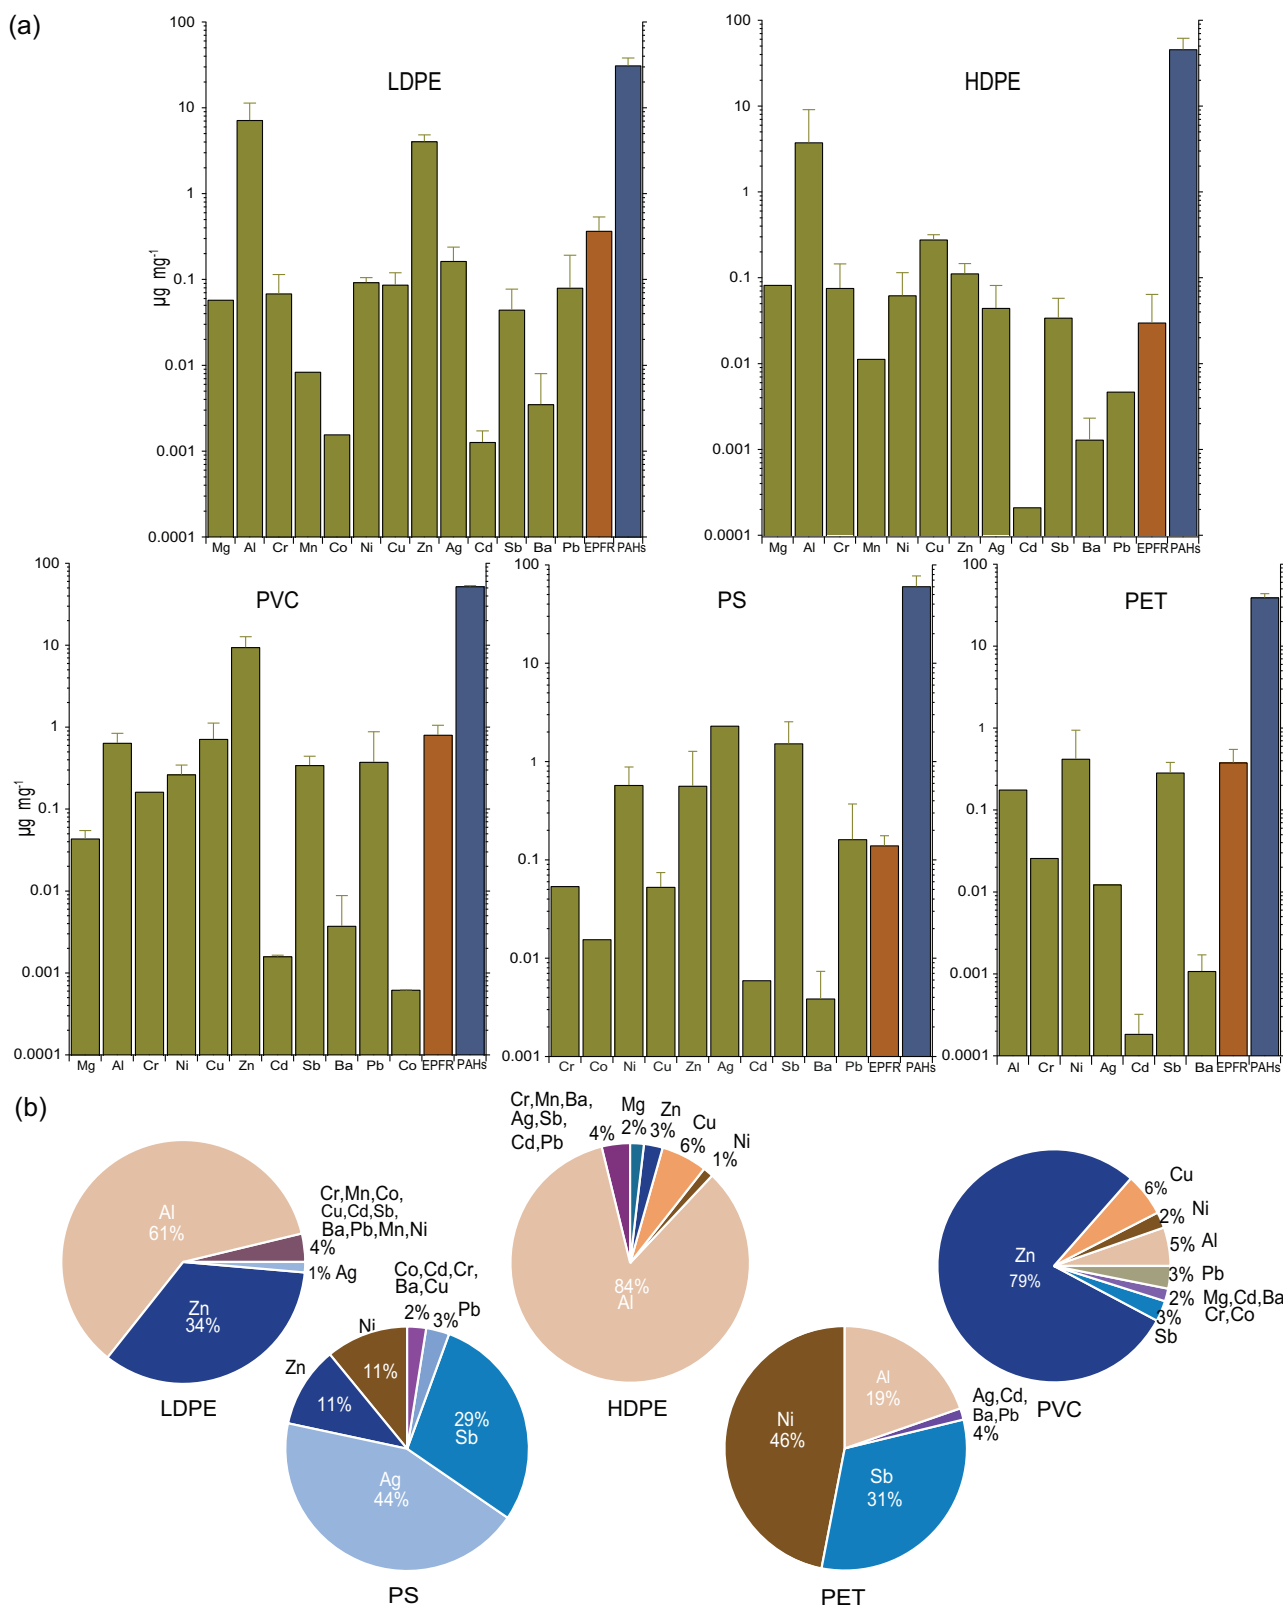 (a)
LDPE
100
10
1
0.1
0.01
0.001
0.0001
µg mg-1
Mg Al Cr Mn Co Ni Cu Zn Ag Cd Sb Ba Pb EPFR PAHs
HDPE
100
10
1
0.1
0.01
0.001
0.0001
Mg Al Cr Mn Ni Cu Zn Ag Cd Sb Ba Pb EPFR PAHs
PVC
100
10
1
0.1
0.01
0.001
0.0001
µg mg-1
Mg Al Cr Ni Cu Zn Cd Sb Ba Pb Co EPFR PAHs
PS
100
10
1
0.1
0.01
0.001
Cr Co Ni Cu Zn Ag Cd Sb Ba Pb EPFR PAHs
PET
100
10
1
0.1
0.01
0.001
0.0001
Al Cr Ni Ag Cd Sb Ba EPFR PAHs
(b)
Al
61%
Cr,Mn,Co,
Cu,Cd,Sb,
Ba,Pb,Mn,Ni
4%
1% Ag
Zn
34%
LDPE
Co,Cd,Cr,
Ba,Cu
2%
3% Pb
Ni
11%
Zn
11%
29%
Sb
Ag
44%
PS
Cr,Mn,Ba,
Ag,Sb,
Cd,Pb
4%
Mg
2%
Zn
3%
Cu
6%
Ni
1%
84%
Al
HDPE
Al
19%
Ag,Cd,
Ba,Pb
4%
Ni
46%
Sb
31%
PET
Zn
79%
6% Cu
2% Ni
5% Al
3% Pb
2% Mg,Cd,Ba
Cr,Co
3%
Sb
PVC